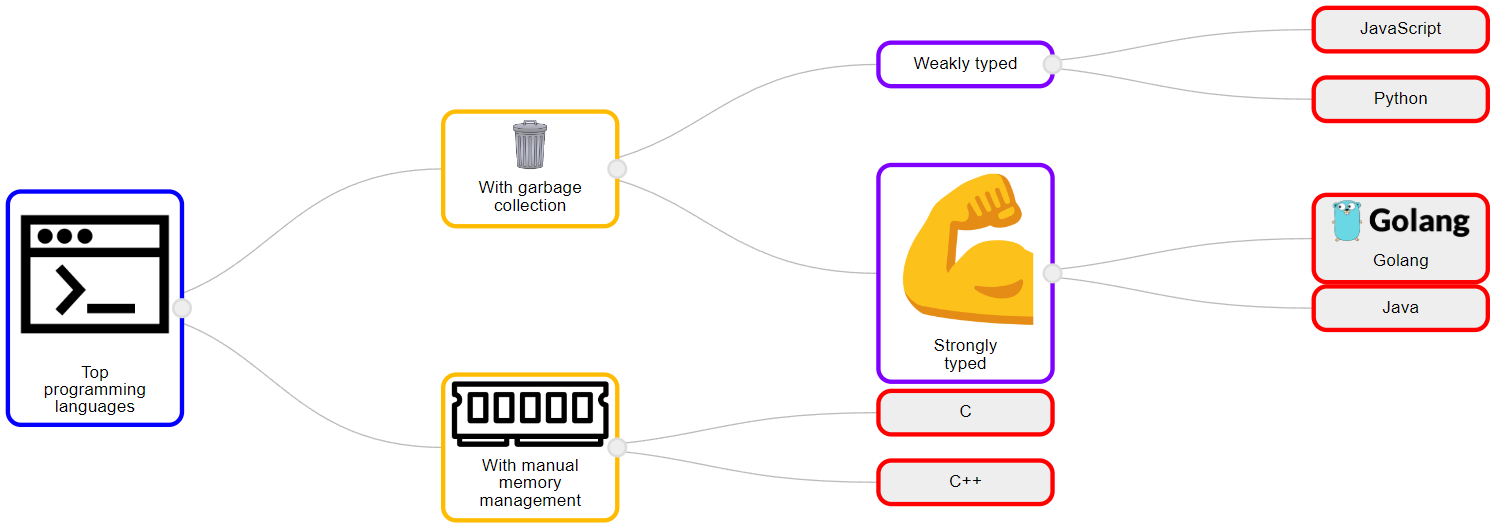 Top
programming
languages
With garbage
collection
With manual
memory
management
Weakly typed
Strongly
typed
C
C++
JavaScript
Python
Golang
Golang
Java